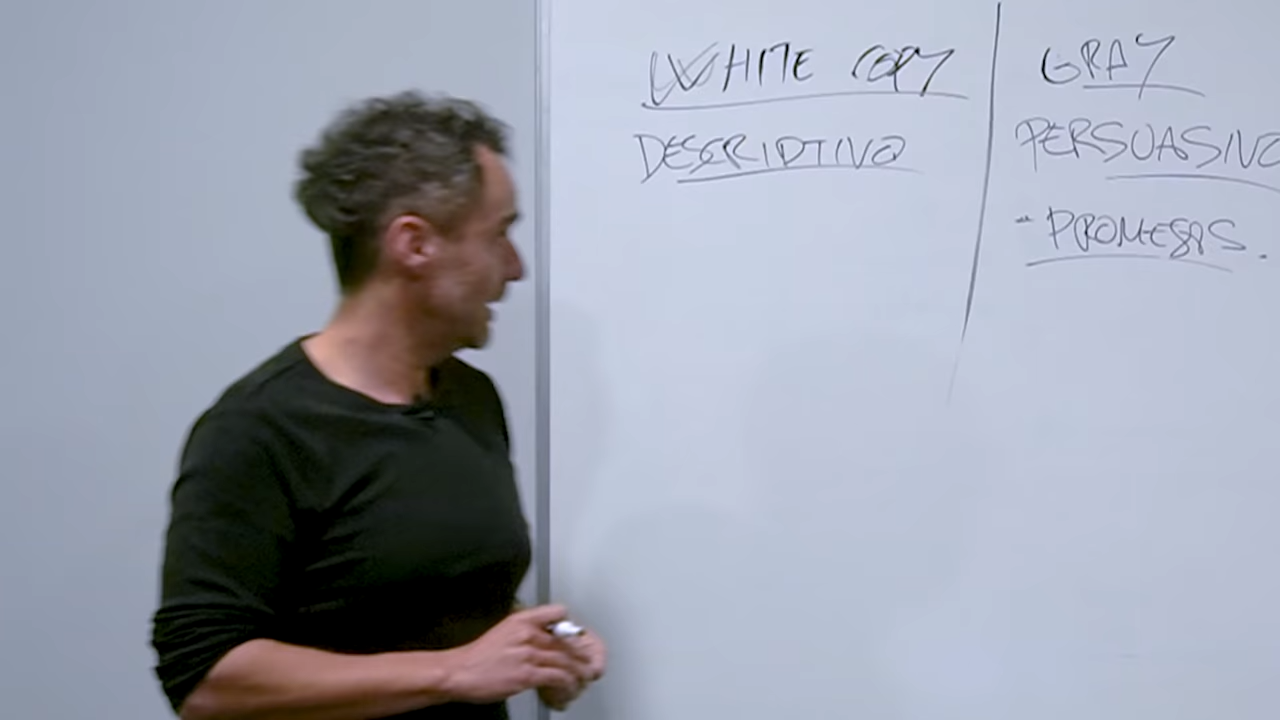 WHITE COPY
DESCRIPTIVO
GRAY
PERSUASIVO
- PROMESAS.